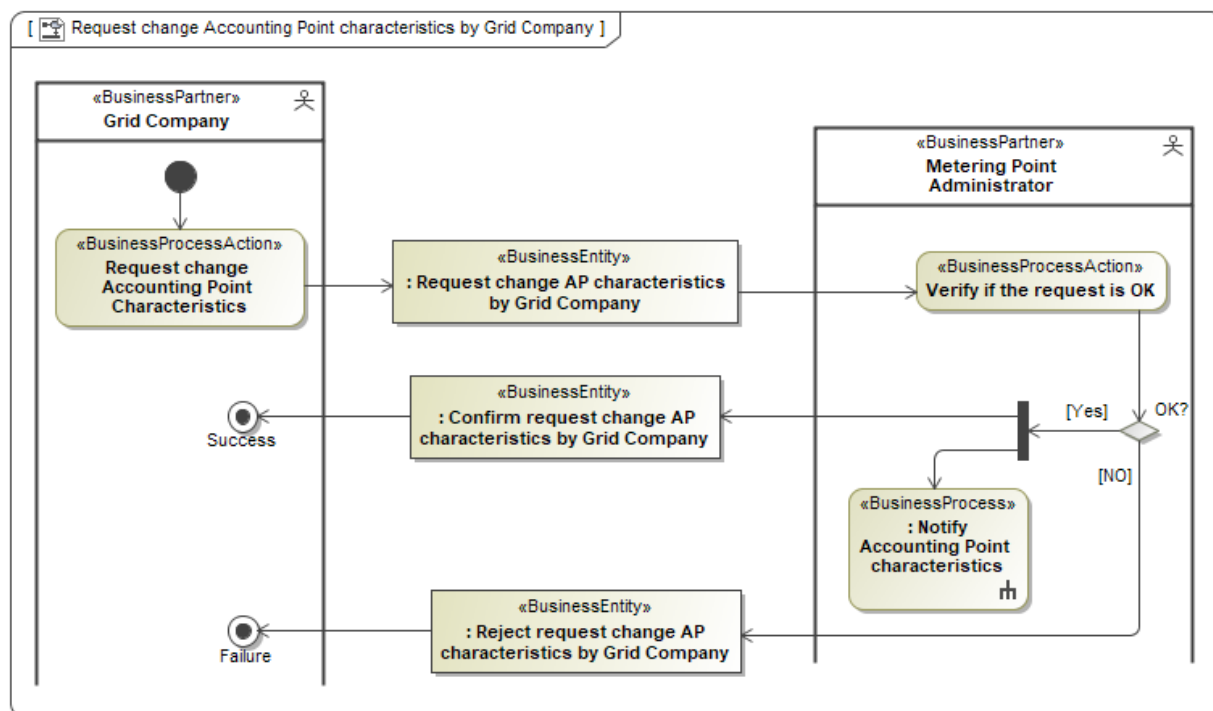 [ Request change Accounting Point characteristics by Grid Company ]
«BusinessPartner»
Grid Company
«BusinessPartner»
Metering Point
Administrator
«BusinessProcessAction»
Request change
Accounting Point
Characteristics
«BusinessEntity»
: Request change AP characteristics
by Grid Company
«BusinessProcessAction»
Verify if the request is OK
«BusinessEntity»
: Confirm request change AP
characteristics by Grid Company
Success
[Yes]
OK?
[NO]
«BusinessProcess»
: Notify
Accounting Point
characteristics
«BusinessEntity»
: Reject request change AP
characteristics by Grid Company
Failure